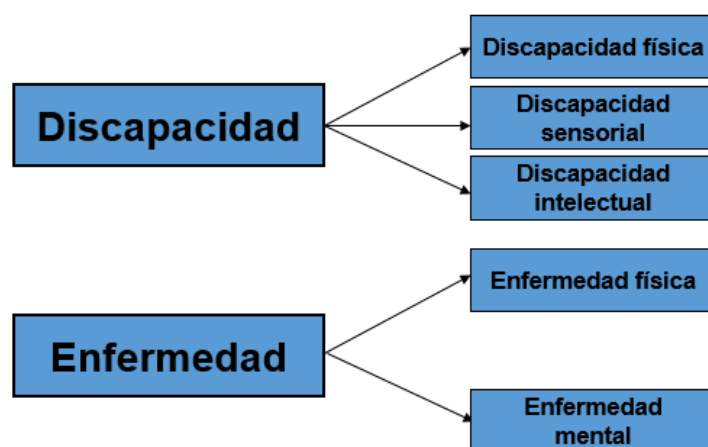 Discapacidad
Discapacidad física
Discapacidad
sensorial
Discapacidad
intelectual
Enfermedad
Enfermedad física
Enfermedad
mental